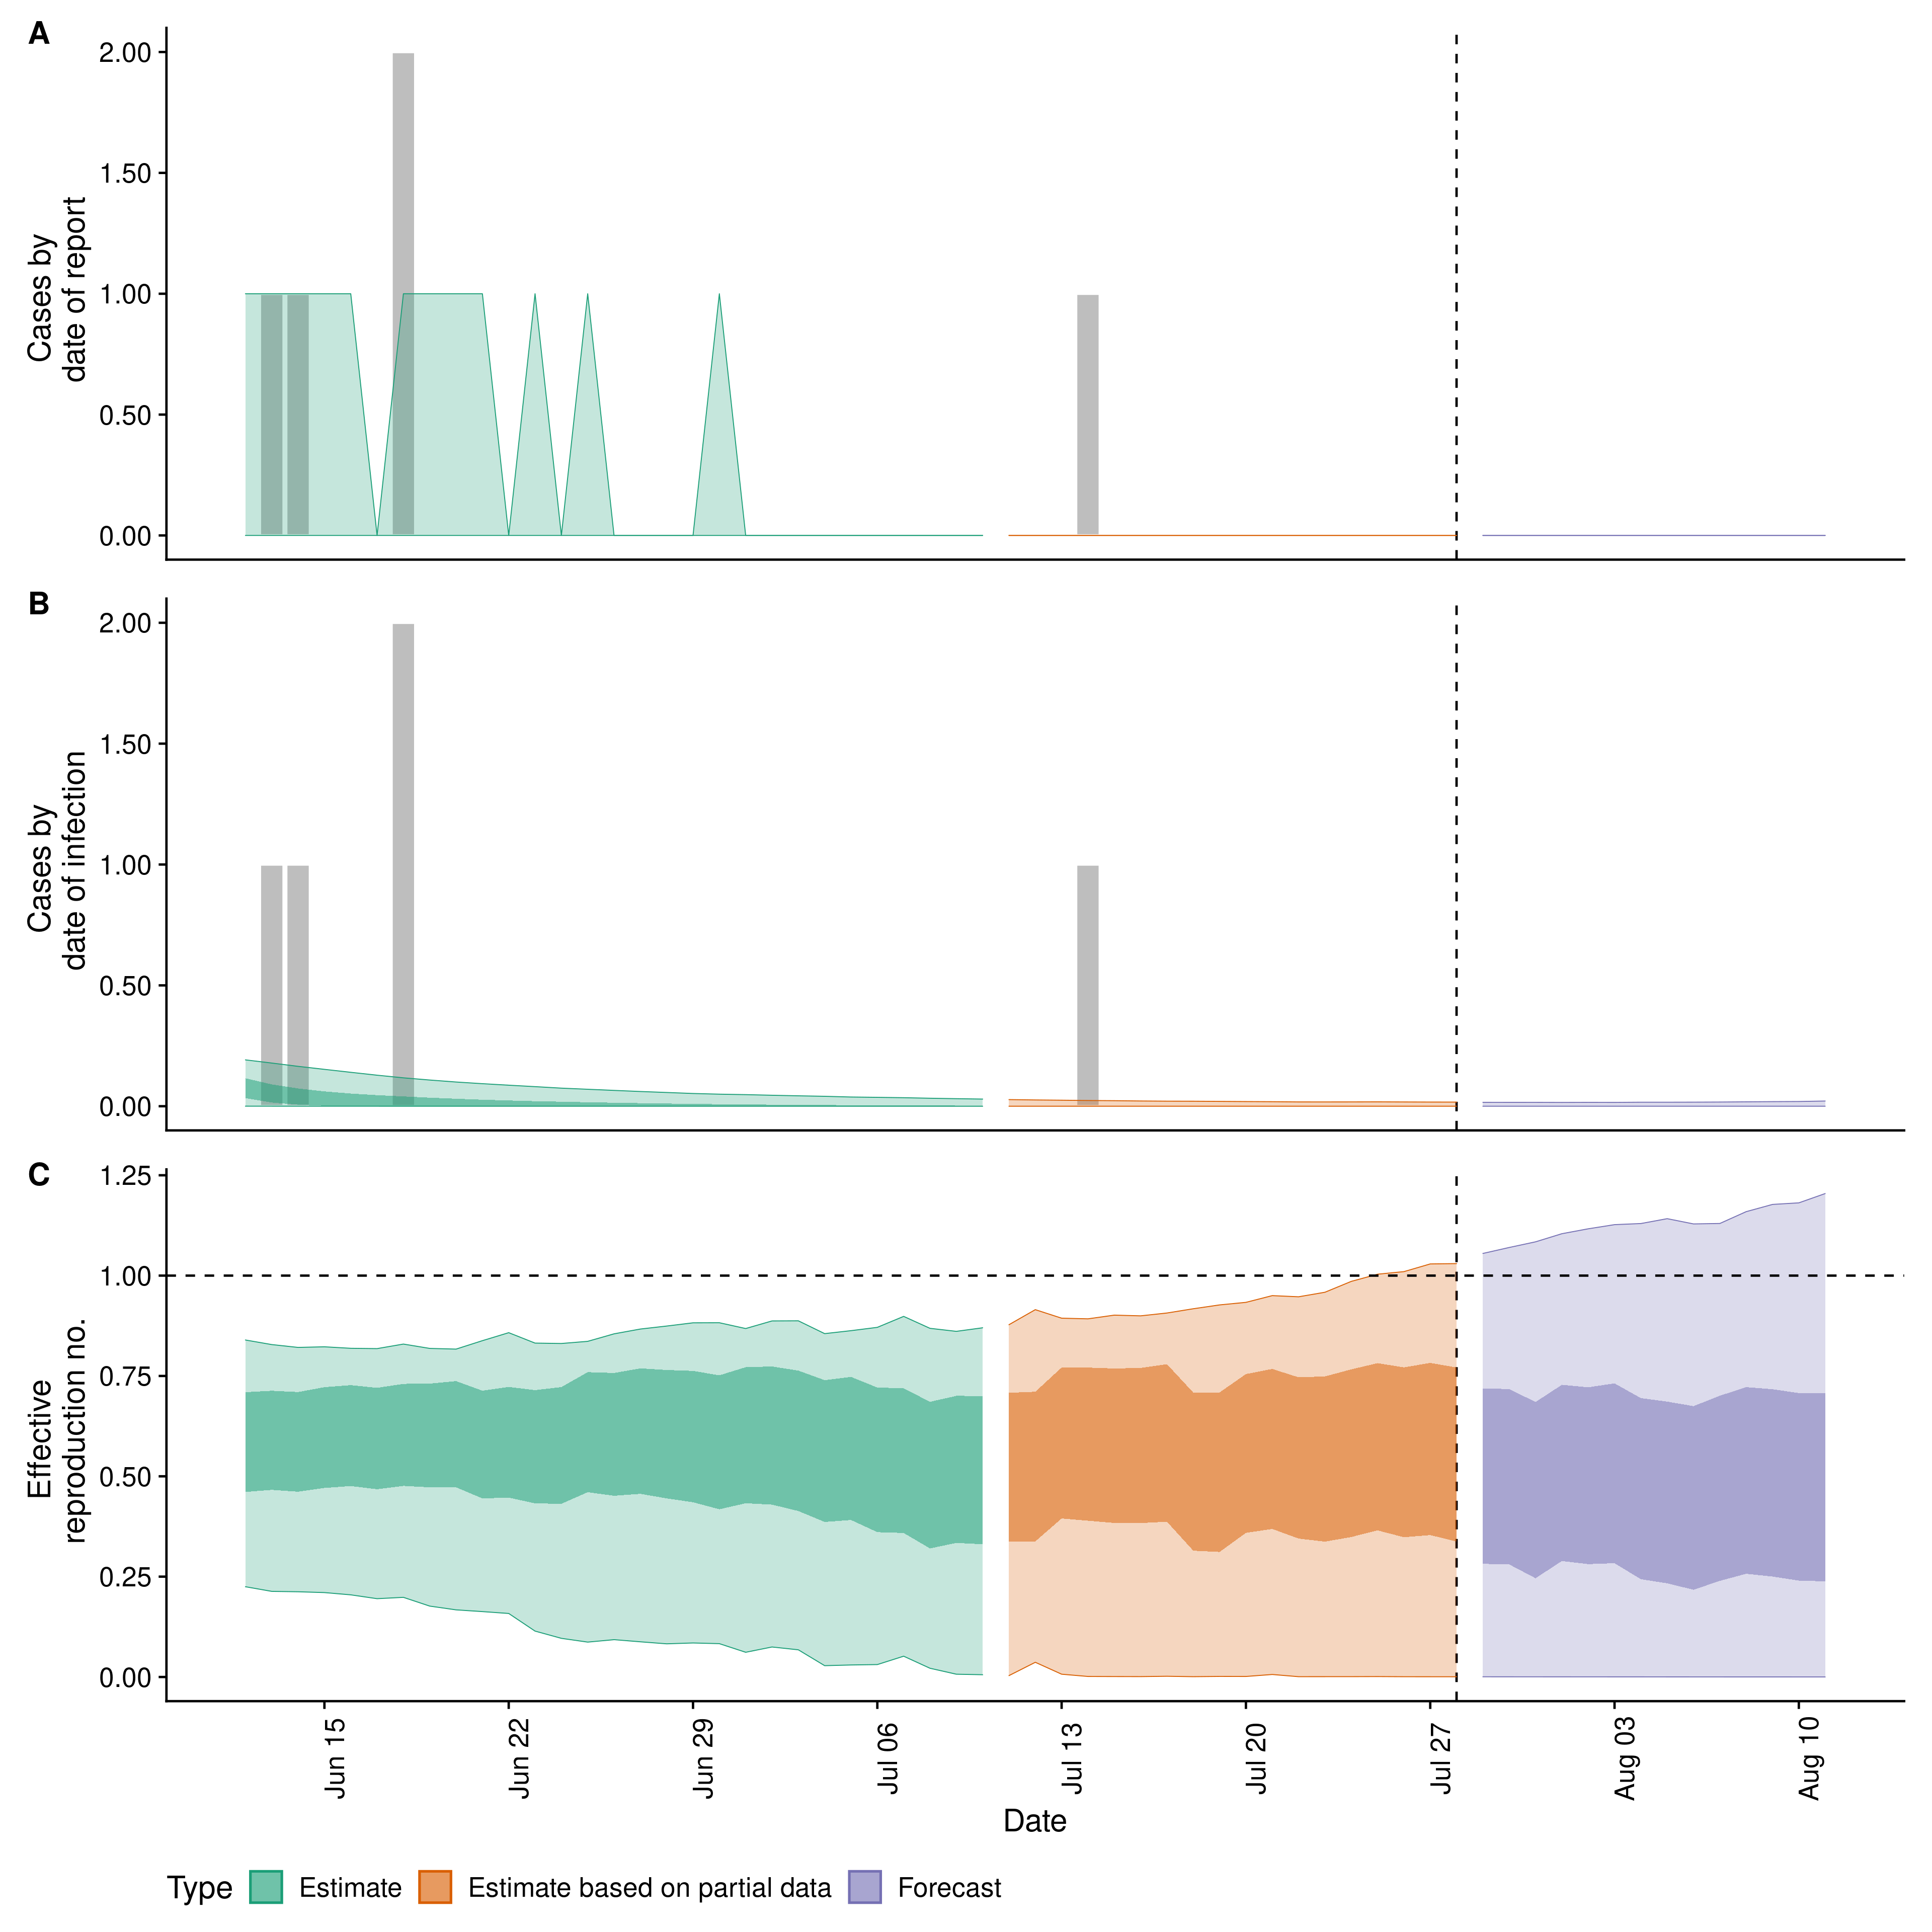 A
2.00
1.50
1.00
0.50
0.00
Cases by
date of report
B
2.00
1.50
1.00
0.50
0.00
Cases by
date of infection
C
1.25
1.00
0.75
0.50
0.25
0.00
Effective
reproduction no.
Jun 15
Jun 22
Jun 29
Jul 06
Jul 13
Jul 20
Jul 27
Aug 03
Aug 10
Date
Type Estimate Estimate based on partial data Forecast